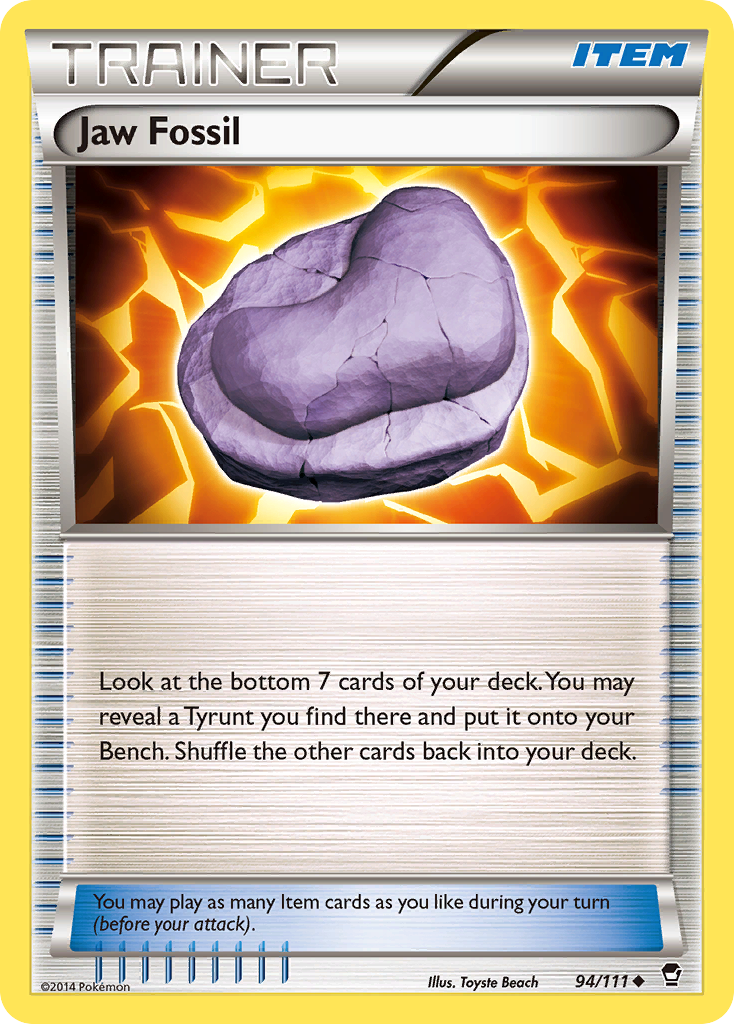 TRAINER
ITEM
Jaw Fossil
Look at the bottom 7 cards of your deck. You may
reveal a Tyrunt you find there and put it onto your
Bench. Shuffle the other cards back into your deck.
You may play as many Item cards as you like during your turn
(before your attack).
©2014 Pokémon
Illus. Toyste Beach
94/111